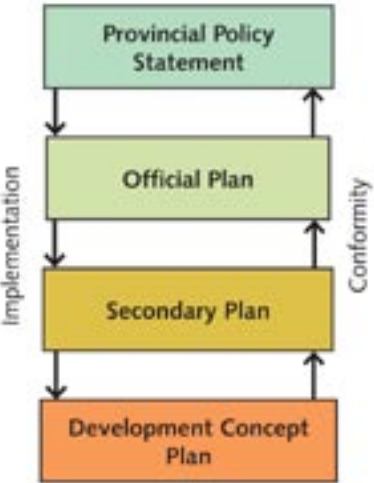 Provincial Policy
Statement
Official Plan
Implementation
Conformity
Secondary Plan
Development Concept
Plan